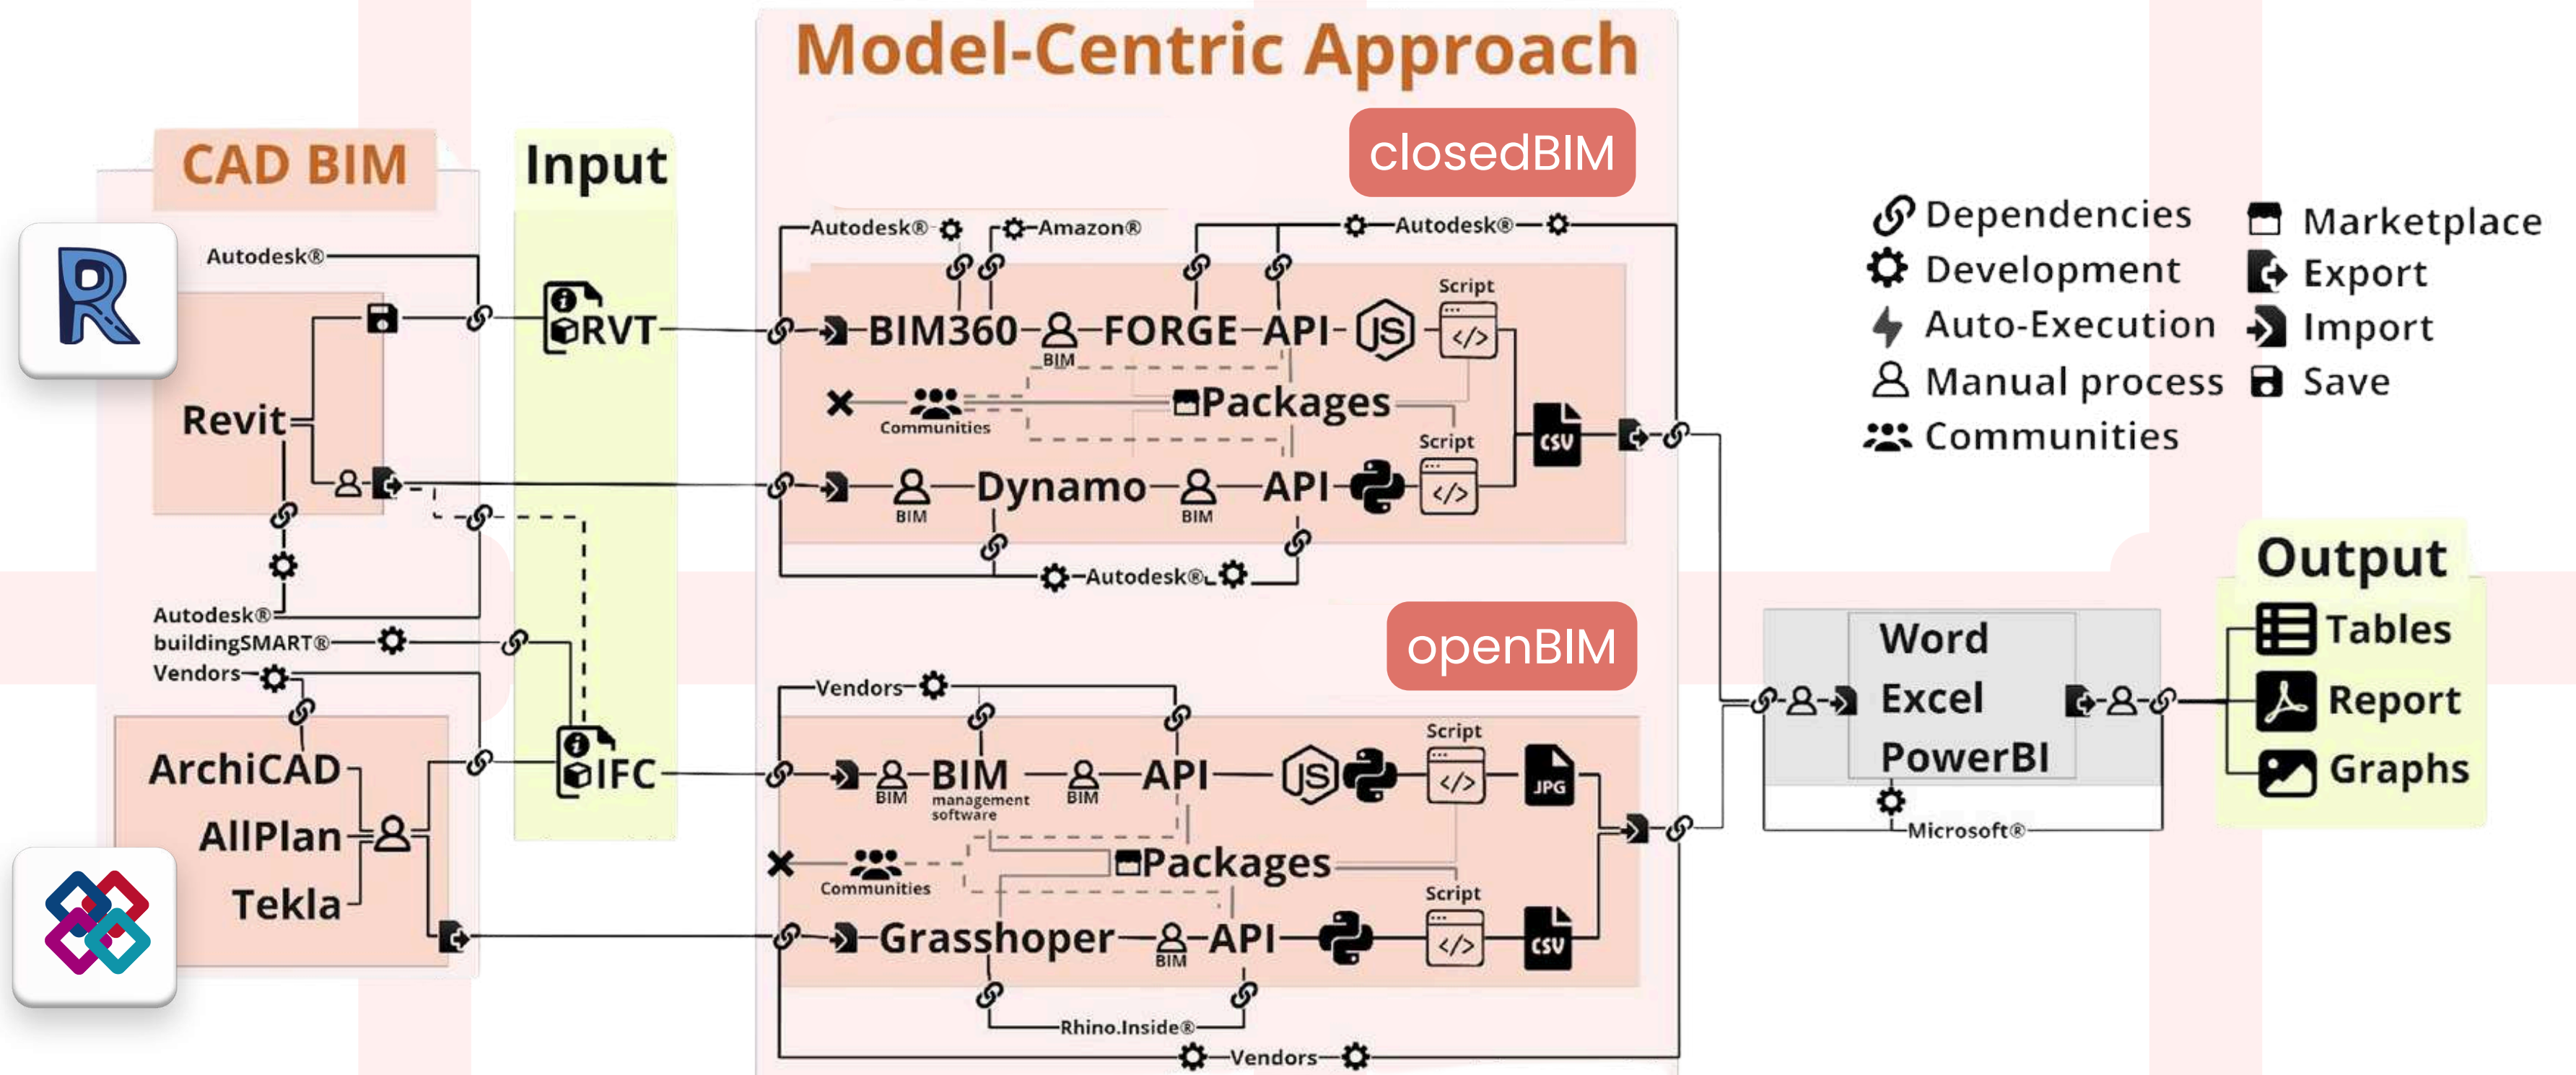 Model-Centric Approach
closedBIM
CAD BIM
Input
Autodesk®
R
Revit
Autodesk®
buildingSMART®
Vendors
ArchiCAD
AllPlan
Tekla
RVT
IFC
Autodesk®
Amazon®
Autodesk®
BIM360
BIM
FORGE
API
JS
Script
</>
Communities
Packages
CSV
Script
BIM
Dynamo
BIM
API
</>
Autodesk®
openBIM
Vendors
BIM
BIM
management
software
BIM
API
JS
Script
</>
JPG
Communities
Packages
Script
Grasshoper
BIM
API
</>
CSV
Rhino.Inside®
Vendors
Dependencies
Development
Auto-Execution
Manual process
Communities
Marketplace
Export
Import
Save
Word
Excel
PowerBI
Microsoft®
Output
Tables
Report
Graphs